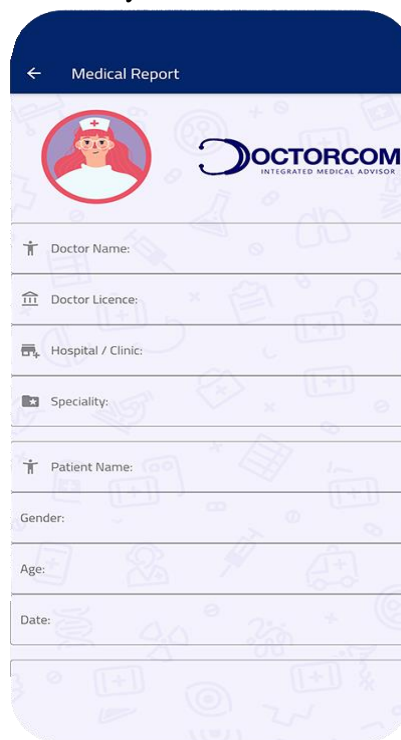 Medical Report
DOCTORCOM
INTEGRATED MEDICAL ADVISOR
Doctor Name:
Doctor Licence:
Hospital / Clinic:
Speciality:
Patient Name:
Gender:
Age:
Date: